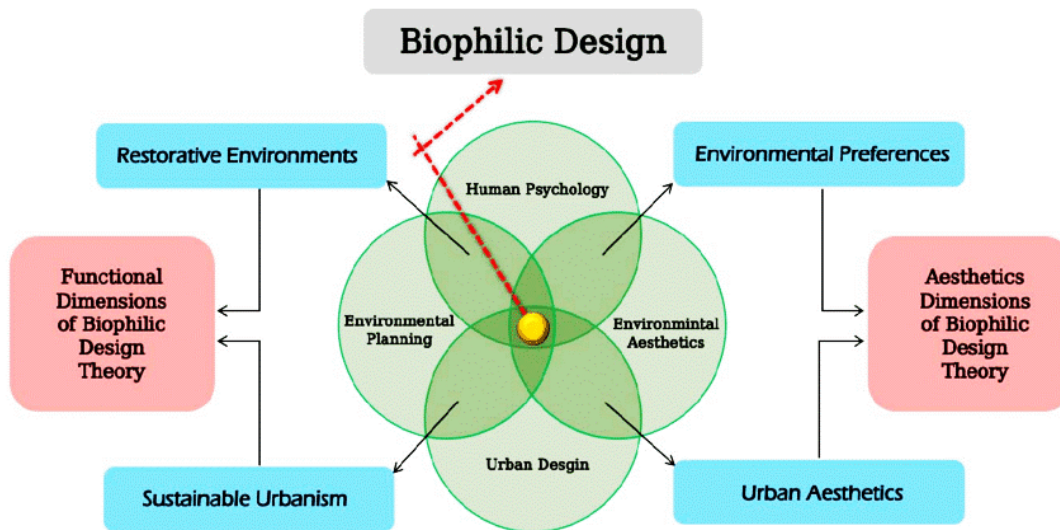 Biophilic Design
Restorative Environments
Environmental Preferences
Human Psychology
Functional
Dimensions
of Biophilic
Design
Theory
Environmental
Planning
Environmintal
Aesthetics
Aesthetics
Dimensions
of Biophilic
Design
Theory
Urban Desgin
Sustainable Urbanism
Urban Aesthetics